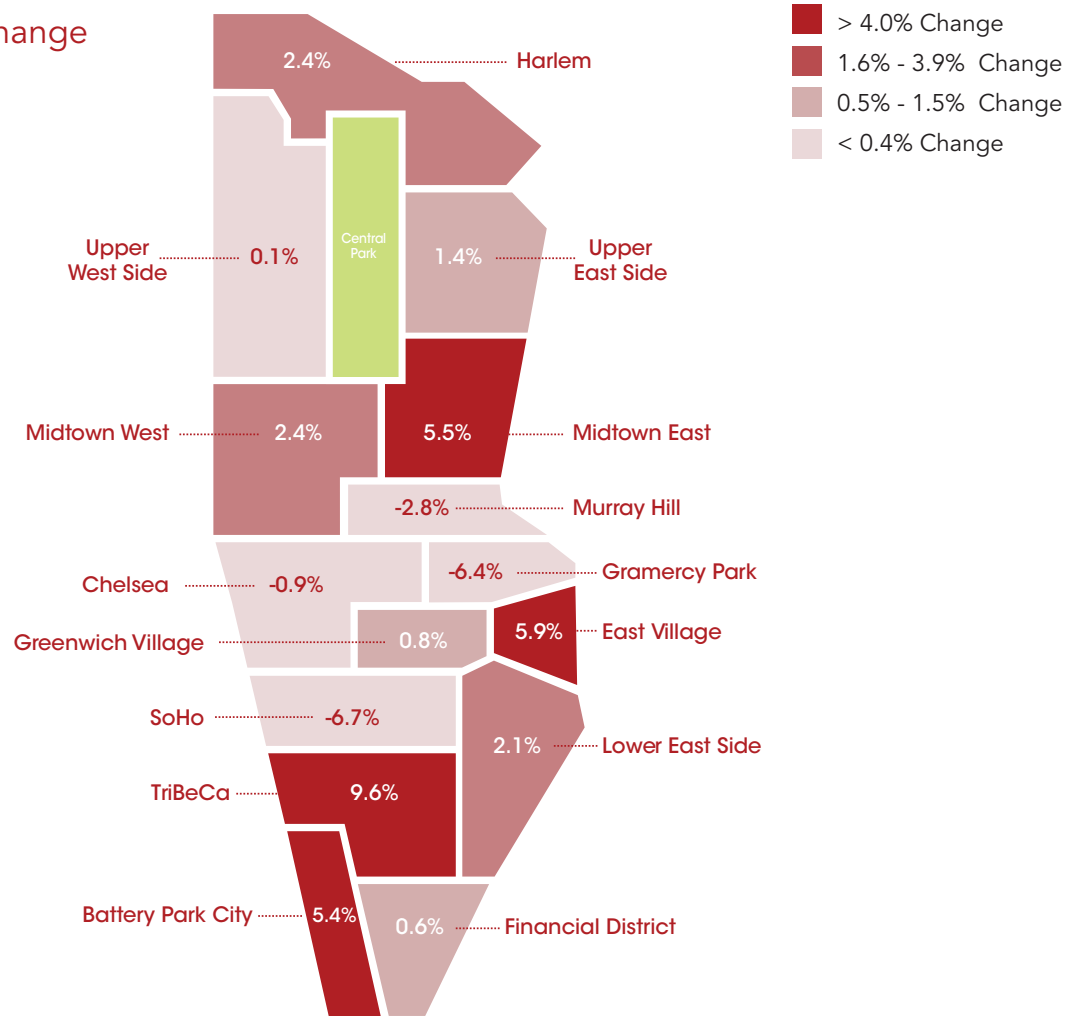 > 4.0% Change
1.6% - 3.9% Change
0.5% - 1.5% Change
< 0.4% Change
2.4%
Harlem
Central
Park
Upper
West Side
0.1%
1.4%
Upper
East Side
Midtown West
2.4%
5.5%
Midtown East
-2.8%
Murray Hill
Chelsea
-0.9%
-6.4%
Gramercy Park
Greenwich Village
0.8%
5.9%
East Village
SoHo
-6.7%
2.1%
Lower East Side
TriBeCa
9.6%
Battery Park City
5.4%
0.6%
Financial District